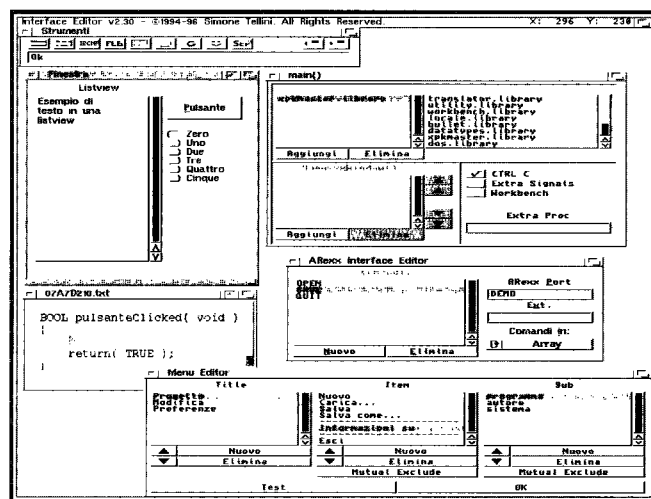 Interface Editor v2.30 - ©1994-96 Simone Tellini. All Rights Reserved.
X: 296 Y: 230
Strumenti
Ok
Finestra
Listview
Esempio di
testo in una
listview
Pulsante
Zero
Uno
Due
Tre
Quattro
Cinque
main()
translator.library
utility.library
workbench.library
locale.library
bullet.library
datatypes.library
xpkmaster.library
dos.library
Aggiungi
Elimina
CTRL C
Extra Signals
Workbench
Extra Proc
Aggiungi
Elimina
ARexx Interface Editor
OPEN
QUIT
Nuovo
Elimina
ARexx Port
DEMO
Ext.
Comandi in:
Array
07A7D210.txt
BOOL pulsanteClicked( void )
{
return( TRUE );
}
Menu Editor
Title
Progetto
Modifica
Preferenze
Nuovo
Elimina
Item
Nuovo
Carica...
Salva
Salva come...
Informazioni su
Esci
Nuovo
Elimina
Mutual Exclude
Sub
programma
autore
sistema
Nuovo
Elimina
Mutual Exclude
Test
OK